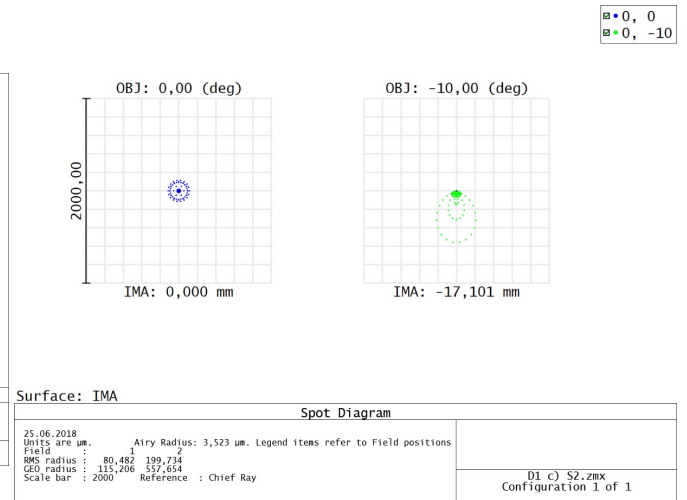 0, 0
0, -10
OBJ: 0,00 (deg)
OBJ: -10,00 (deg)
2000,00
IMA: 0,000 mm
IMA: -17,101 mm
Surface: IMA
Spot Diagram
25.06.2018
Units are µm. Airy Radius: 3,523 µm. Legend items refer to Field positions
Field : 1 2
RMS radius : 80,482 199,734
GEO radius : 115,206 557,654
Scale bar : 2000 Reference : Chief Ray
D1 c) S2.zmx
Configuration 1 of 1